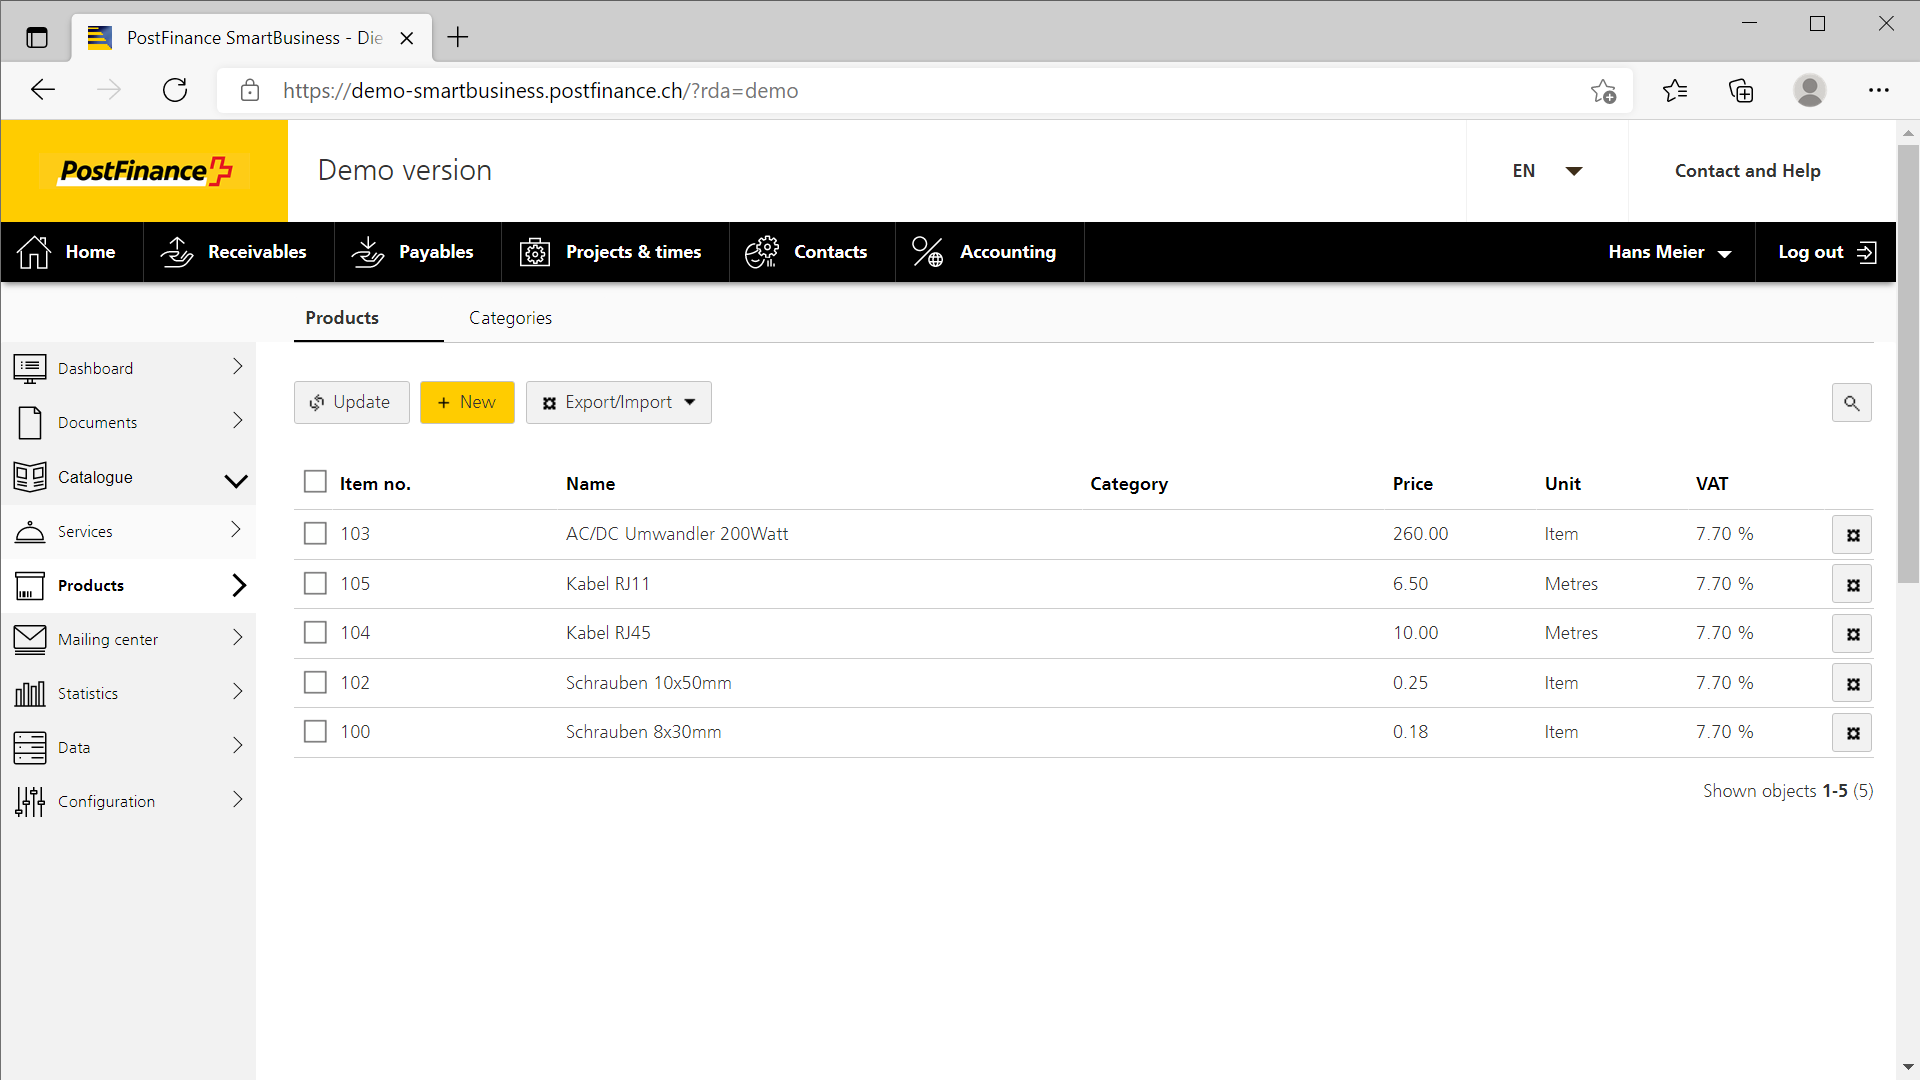 PostFinance SmartBusiness - Die
https://demo-smartbusiness.postfinance.ch/?rda=demo
PostFinance
Demo version
EN
Contact and Help
Home
Receivables
Payables
Projects & times
Contacts
Accounting
Hans Meier
Log out
Products
Categories
Dashboard
Documents
Catalogue
Services
Products
Mailing center
Statistics
Data
Configuration
Update
+ New
Export/Import
Item no. Name Category Price Unit VAT
103 AC/DC Umwandler 200Watt 260.00 Item 7.70 %
105 Kabel RJ11 6.50 Metres 7.70 %
104 Kabel RJ45 10.00 Metres 7.70 %
102 Schrauben 10x50mm 0.25 Item 7.70 %
100 Schrauben 8x30mm 0.18 Item 7.70 %
Shown objects 1-5 (5)